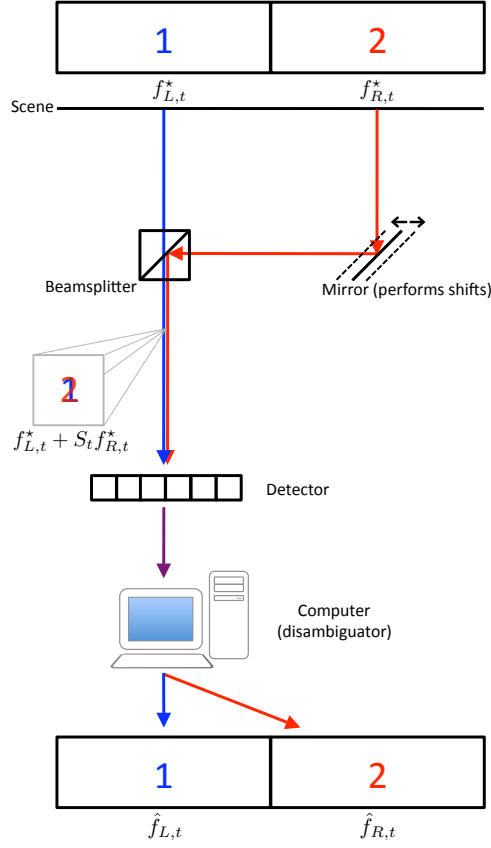 1 2
f⋆L,t f⋆R,t
Scene
Beamsplitter
Mirror (performs shifts)
1 2
f⋆L,t + Stf⋆R,t
Detector
Computer
(disambiguator)
1 2
f̂L,t f̂R,t